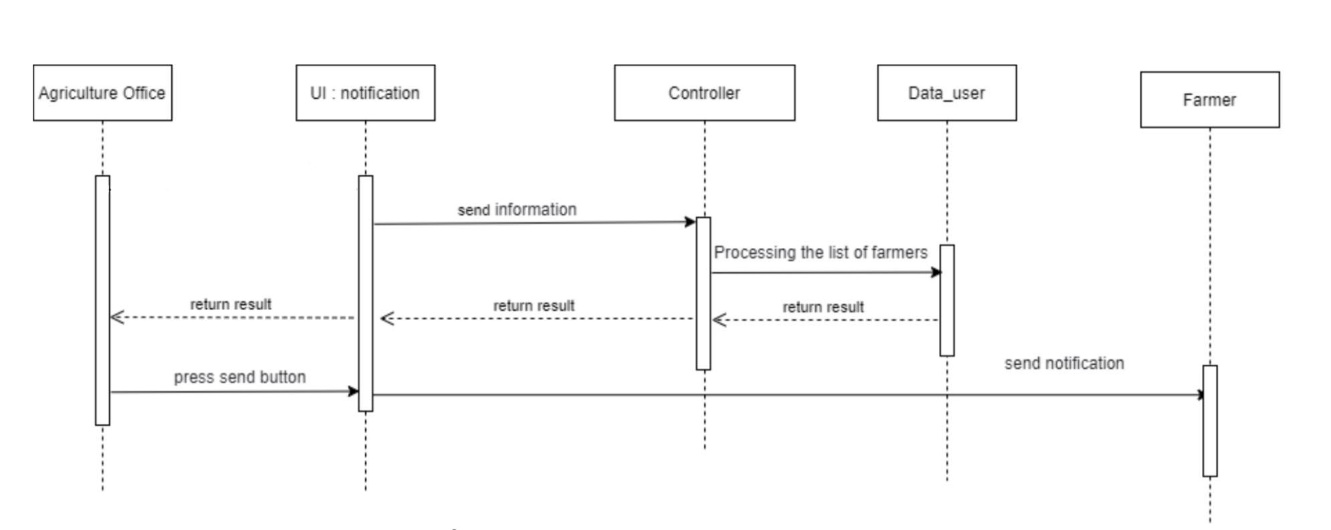 Agriculture Office
UI : notification
Controller
Data_user
Farmer
send information
Processing the list of farmers
return result
return result
return result
send notification
press send button